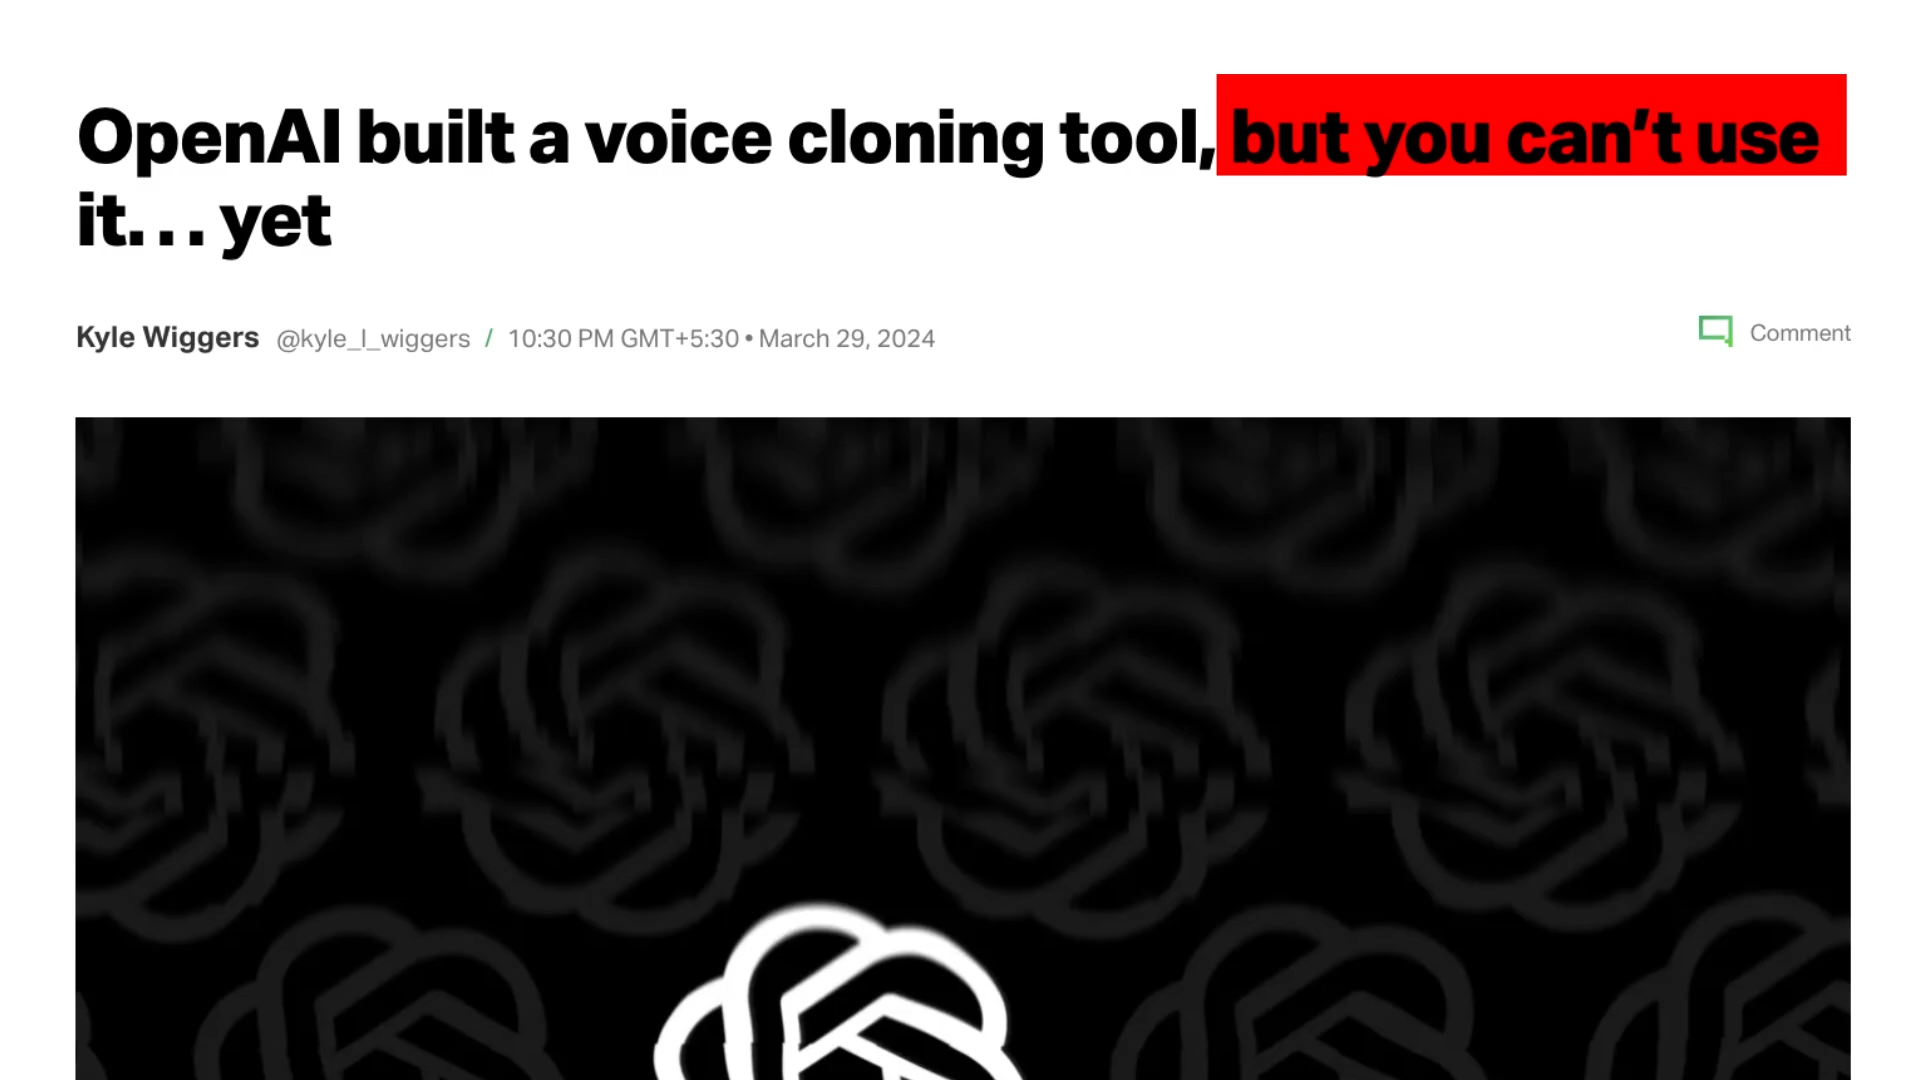 OpenAI built a voice cloning tool, but you can’t use
it… yet
Kyle Wiggers @kyle_l_wiggers / 10:30 PM GMT+5:30 • March 29, 2024
Comment